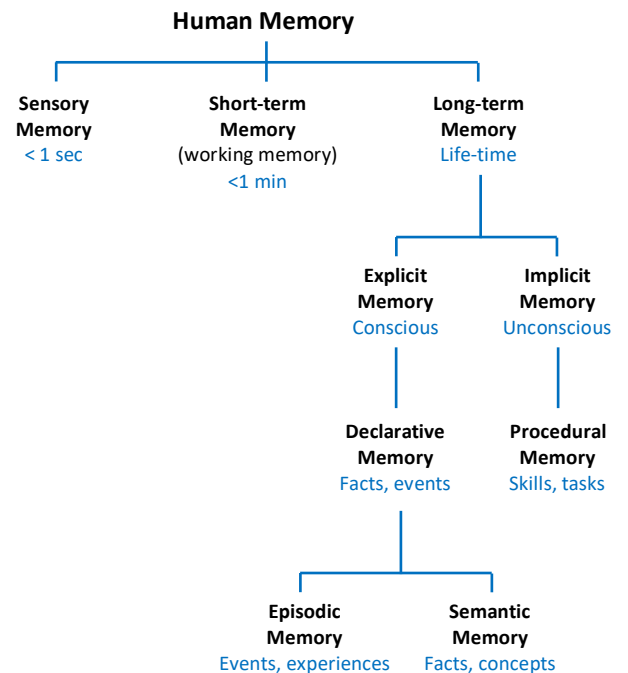 Human Memory
Sensory
Memory
< 1 sec
Short-term
Memory
(working memory)
<1 min
Long-term
Memory
Life-time
Explicit
Memory
Conscious
Implicit
Memory
Unconscious
Declarative
Memory
Facts, events
Procedural
Memory
Skills, tasks
Episodic
Memory
Events, experiences
Semantic
Memory
Facts, concepts